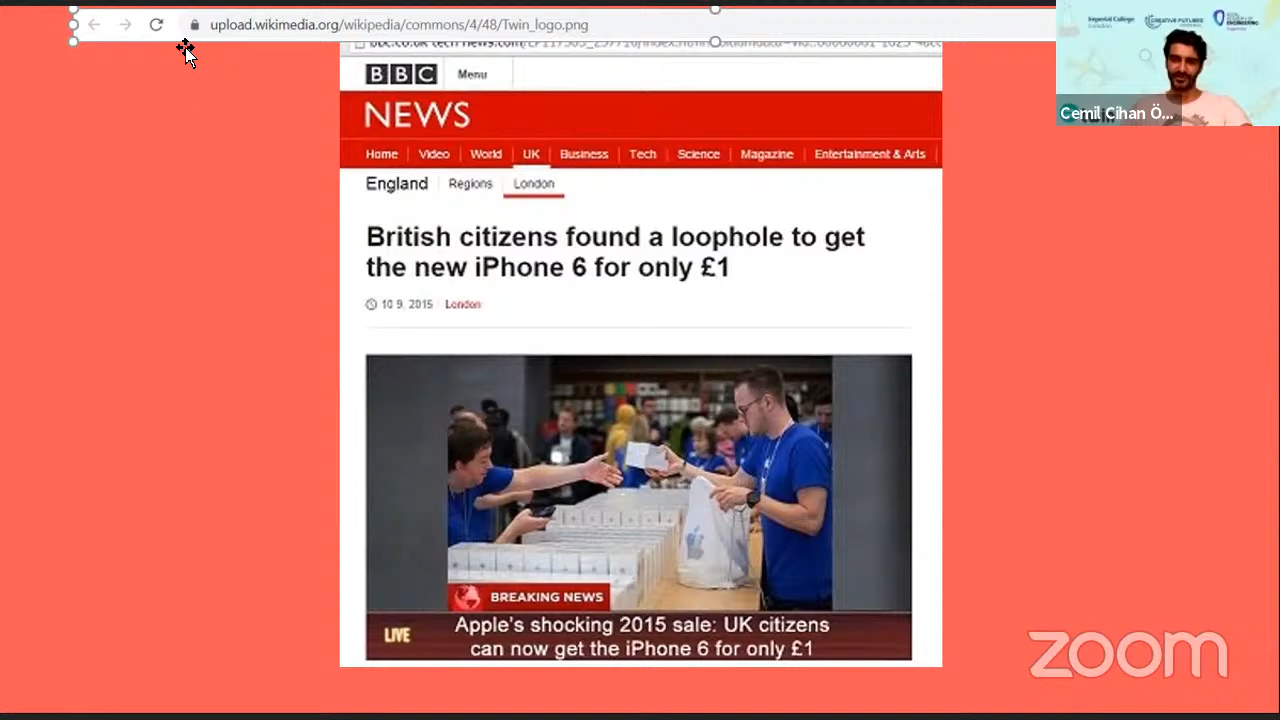 upload.wikimedia.org/wikipedia/commons/4/48/Twin_logo.png
Imperial College
London
CREATIVE FUTURES
Cemil Cihan Ö...
BBC
Menu
NEWS
Home
Video
World
UK
Business
Tech
Science
Magazine
Entertainment & Arts
England
Regions
London
British citizens found a loophole to get
the new iPhone 6 for only £1
10 9. 2015
London
BREAKING NEWS
LIVE
Apple's shocking 2015 sale: UK citizens
can now get the iPhone 6 for only £1
zoom